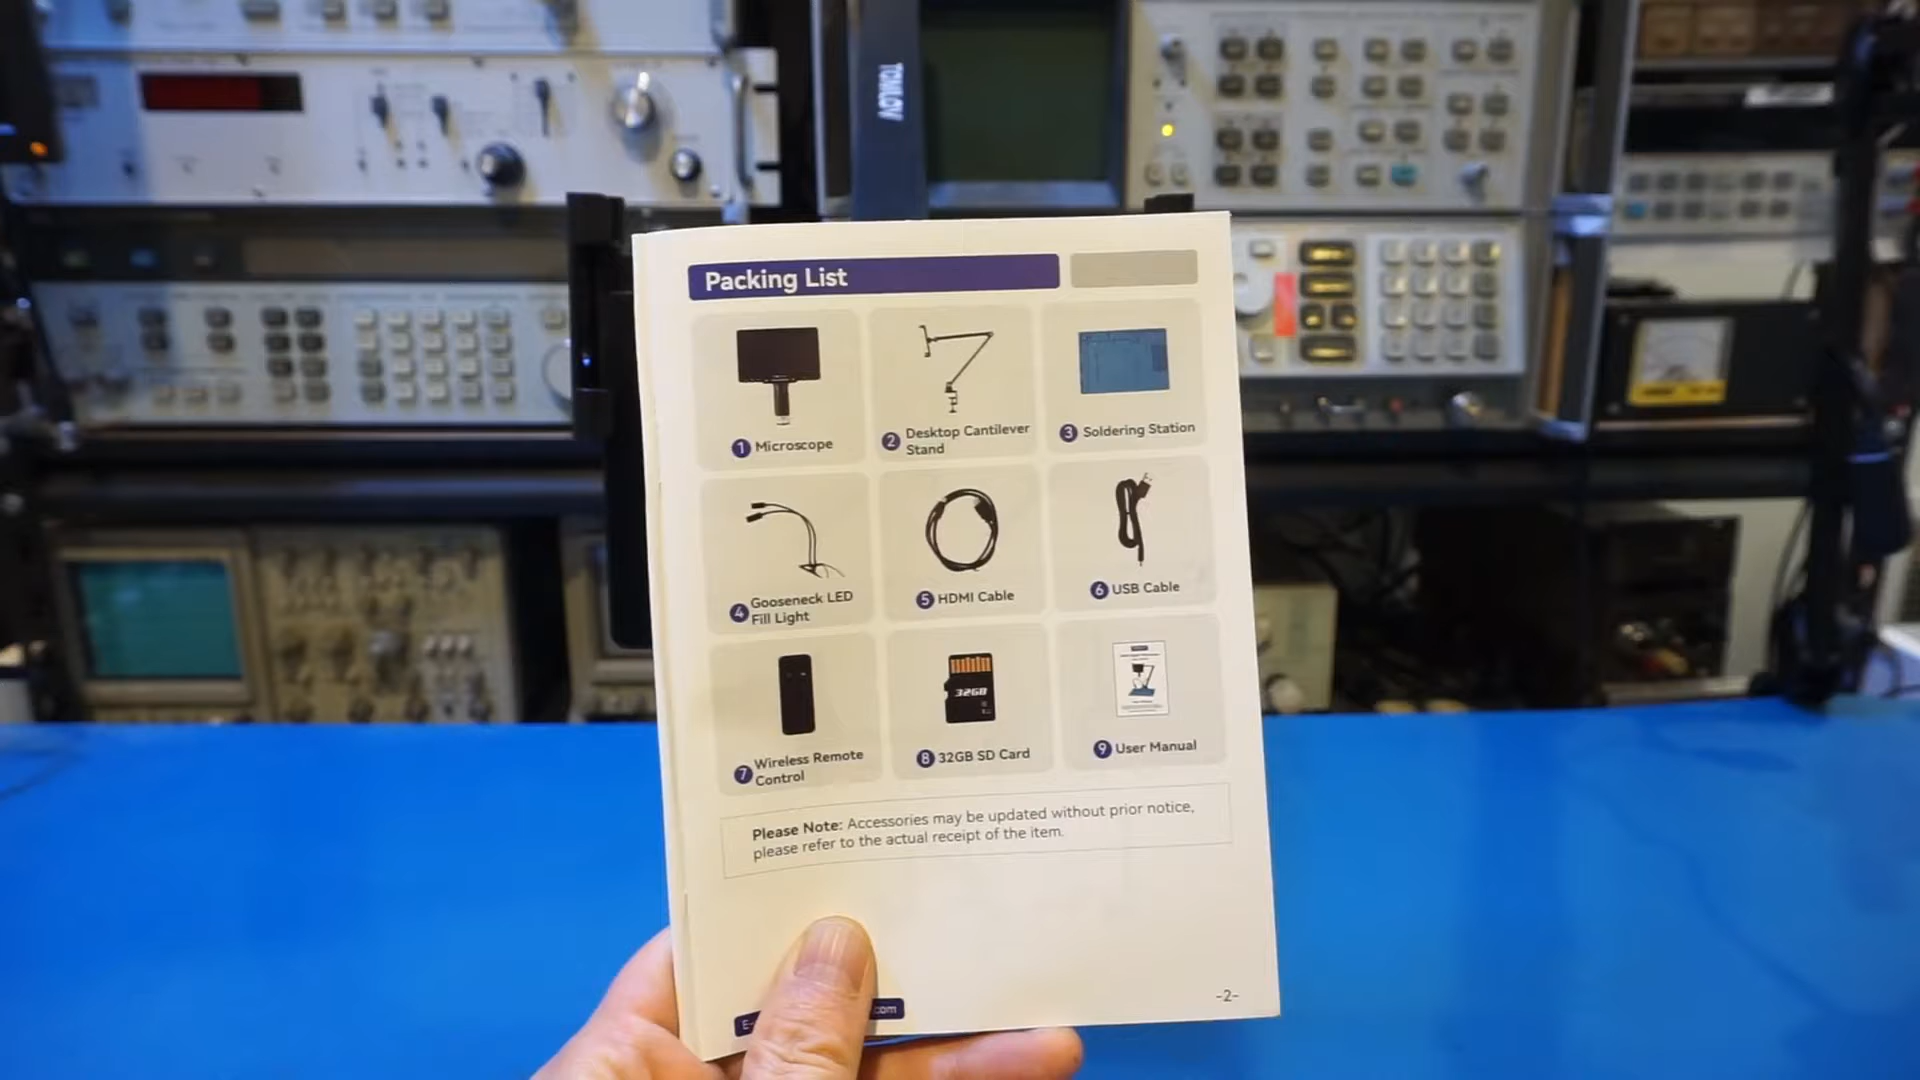 TOMLOV
Packing List
1 Microscope
2 Desktop Cantilever
Stand
3 Soldering Station
4 Gooseneck LED
Fill Light
5 HDMI Cable
6 USB Cable
7 Wireless Remote
Control
32GB
8 32GB SD Card
9 User Manual
Please Note: Accessories may be updated without prior notice,
please refer to the actual receipt of the item.
E-
.com
-2-